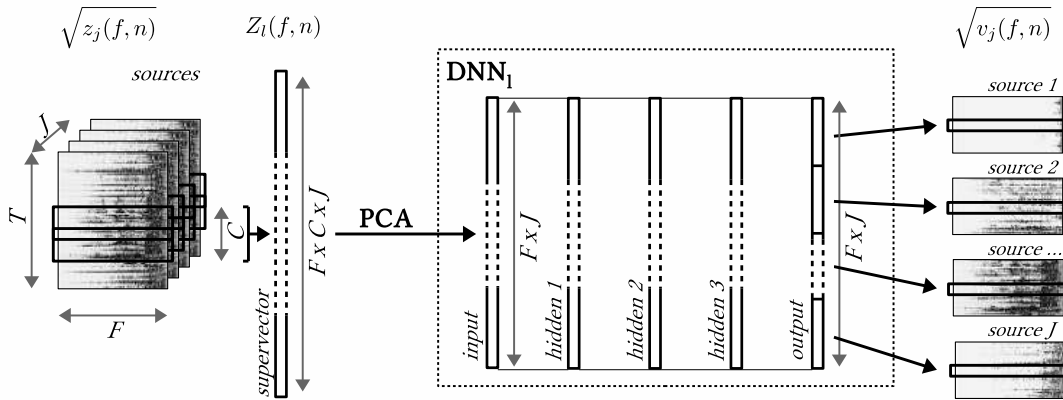 √z_j(f,n)
Z_l(f,n)
√v_j(f,n)
sources
DNN_l
source 1
J
source 2
T
C
F x C x J
PCA
F x J
F x J
source ...
F
supervector
input
hidden 1
hidden 2
hidden 3
output
source J